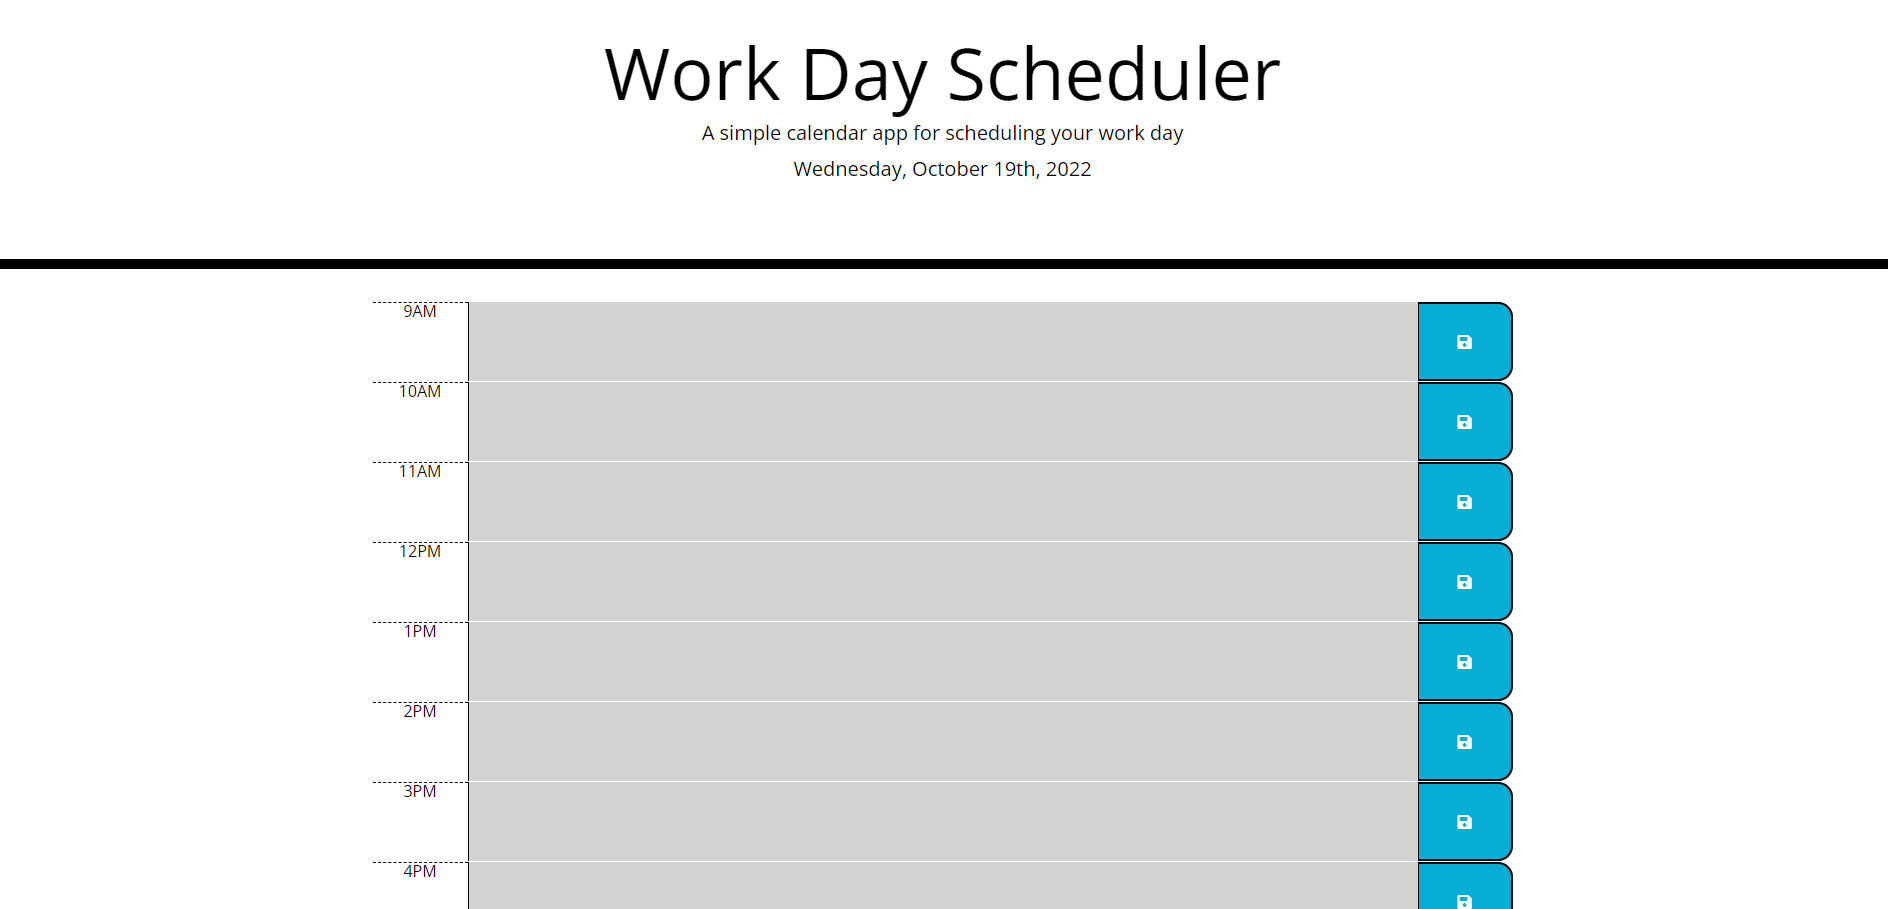 Work Day Scheduler
A simple calendar app for scheduling your work day
Wednesday, October 19th, 2022
9AM
10AM
11AM
12PM
1PM
2PM
3PM
4PM